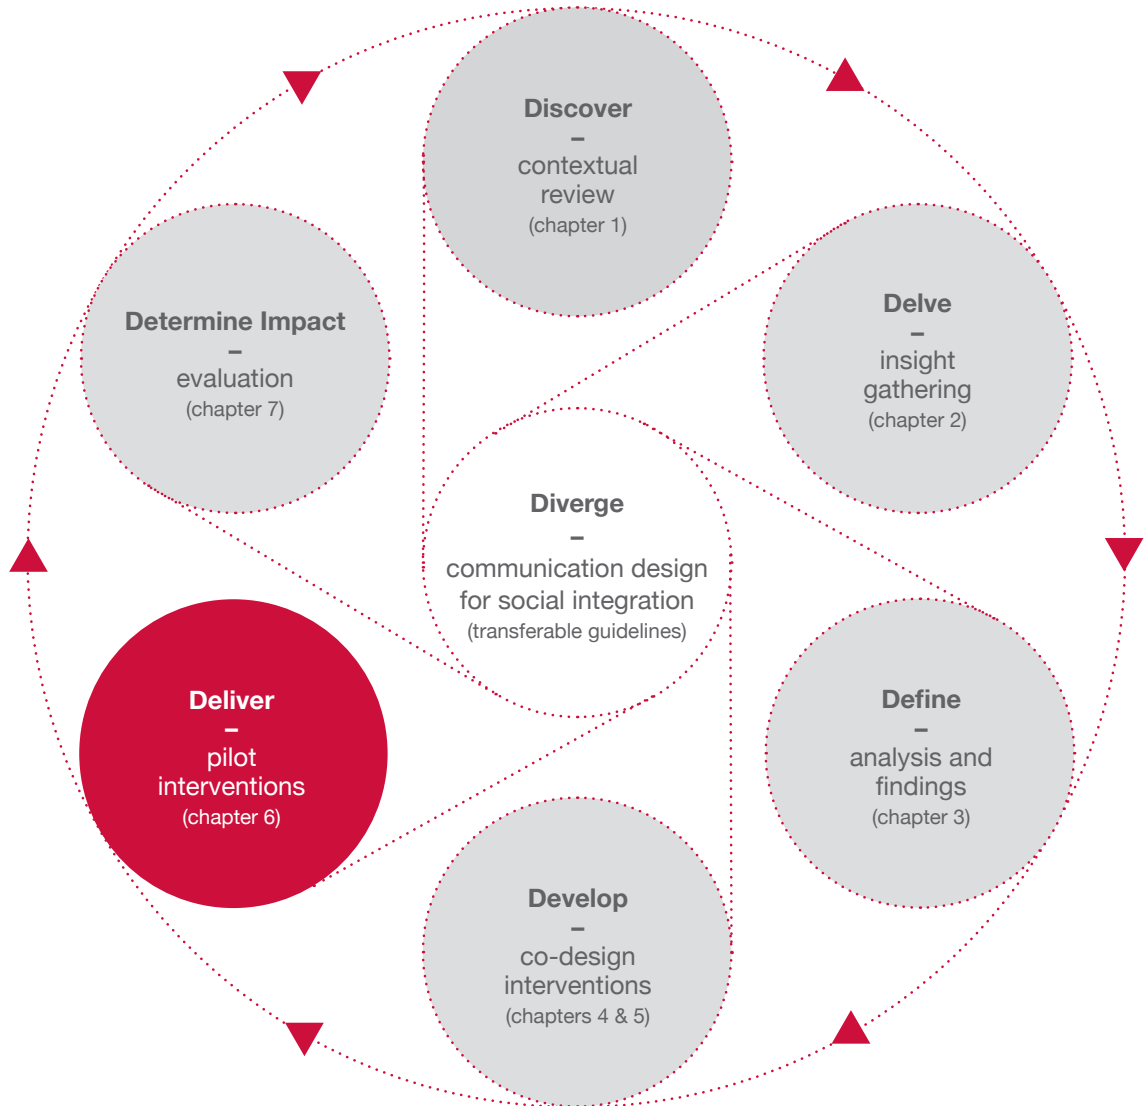 Discover
–
contextual
review
(chapter 1)
Delve
–
insight
gathering
(chapter 2)
Define
–
analysis and
findings
(chapter 3)
Develop
–
co-design
interventions
(chapters 4 & 5)
Deliver
–
pilot
interventions
(chapter 6)
Determine Impact
–
evaluation
(chapter 7)
Diverge
–
communication design
for social integration
(transferable guidelines)